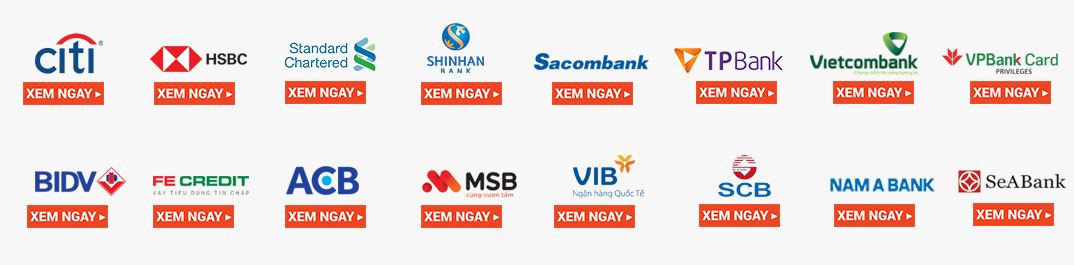 citi®
XEM NGAY ▸
HSBC
XEM NGAY ▸
Standard
Chartered
XEM NGAY ▸
SHINHAN
BANK
XEM NGAY ▸
Sacombank
XEM NGAY ▸
TPBank
XEM NGAY ▸
Vietcombank
XEM NGAY ▸
VPBank Card
PRIVILEGES
XEM NGAY ▸
BIDV
XEM NGAY ▸
FE CREDIT
VAY TIÊU DÙNG TÍN CHẤP
XEM NGAY ▸
ACB
XEM NGAY ▸
MSB
cùng vươn tầm
XEM NGAY ▸
VIB
Ngân hàng Quốc Tế
XEM NGAY ▸
SCB
XEM NGAY ▸
NAM A BANK
XEM NGAY ▸
SeABank
XEM NGAY ▸